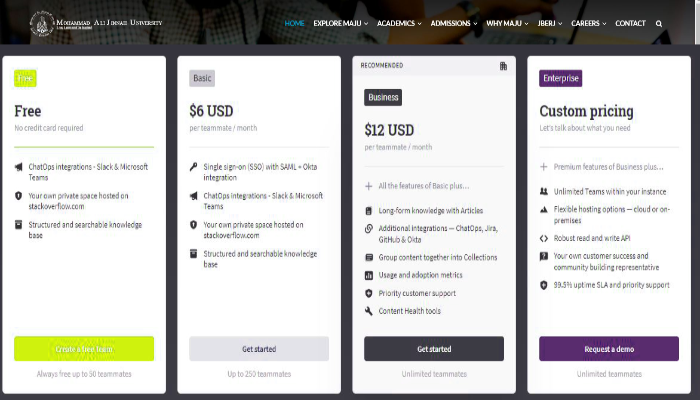 MOHAMMAD ALI JINNAH UNIVERSITY
HOME EXPLORE MAJU ACADEMICS ADMISSIONS WHY MAJU JBERJ CAREERS CONTACT
Free
Free
No credit card required
ChatOps integrations - Slack & Microsoft
Teams
Your own private space hosted on
stackoverflow.com
Structured and searchable knowledge
base
Create a free team
Always free up to 50 teammates
Basic
$6 USD
per teammate / month
Single sign-on (SSO) with SAML + Okta
integration
ChatOps integrations - Slack & Microsoft
Teams
Your own private space hosted on
stackoverflow.com
Structured and searchable knowledge
base
Get started
Up to 250 teammates
RECOMMENDED
Business
$12 USD
per teammate / month
All the features of Basic plus...
Long-form knowledge with Articles
Additional integrations — ChatOps, Jira,
GitHub & Okta
Group content together into Collections
Usage and adoption metrics
Priority customer support
Content Health tools
Get started
Unlimited teammates
Enterprise
Custom pricing
Let's talk about what you need
Premium features of Business plus...
Unlimited Teams within your instance
Flexible hosting options — cloud or on-
premises
Robust read and write API
Your own customer success and
community building representative
99.5% uptime SLA and priority support
Request a demo
Unlimited teammates